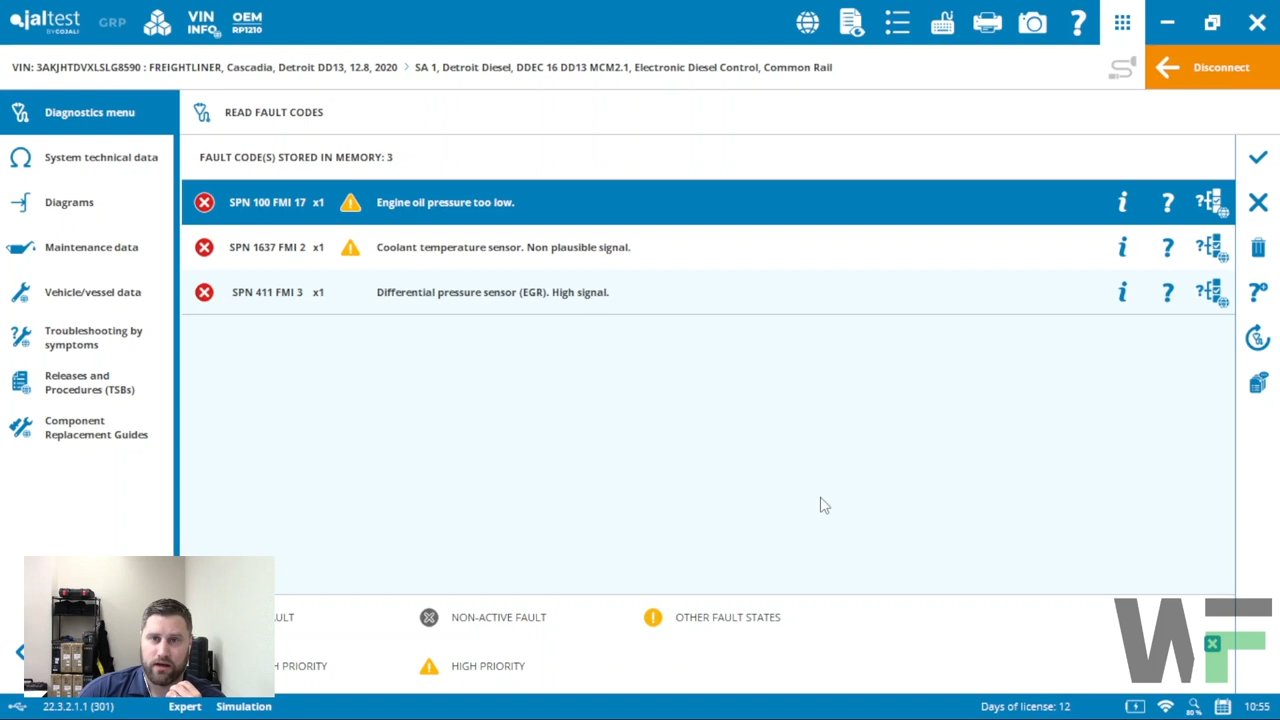 jaltest
BY COJALI
GRP
VIN
INFO
OEM
RP1210
VIN: 3AKJHTDVXLSLG8590 : FREIGHTLINER, Cascadia, Detroit DD13, 12.8, 2020 > SA 1, Detroit Diesel, DDEC 16 DD13 MCM2.1, Electronic Diesel Control, Common Rail
Disconnect
Diagnostics menu
READ FAULT CODES
System technical data
FAULT CODE(S) STORED IN MEMORY: 3
Diagrams
SPN 100 FMI 17 x1 Engine oil pressure too low.
Maintenance data
SPN 1637 FMI 2 x1 Coolant temperature sensor. Non plausible signal.
Vehicle/vessel data
SPN 411 FMI 3 x1 Differential pressure sensor (EGR). High signal.
Troubleshooting by
symptoms
Releases and
Procedures (TSBs)
Component
Replacement Guides
ULT
NON-ACTIVE FAULT
OTHER FAULT STATES
H PRIORITY
HIGH PRIORITY
WF
22.3.2.1.1 (301)
Expert
Simulation
Days of license: 12
80 %
10:55